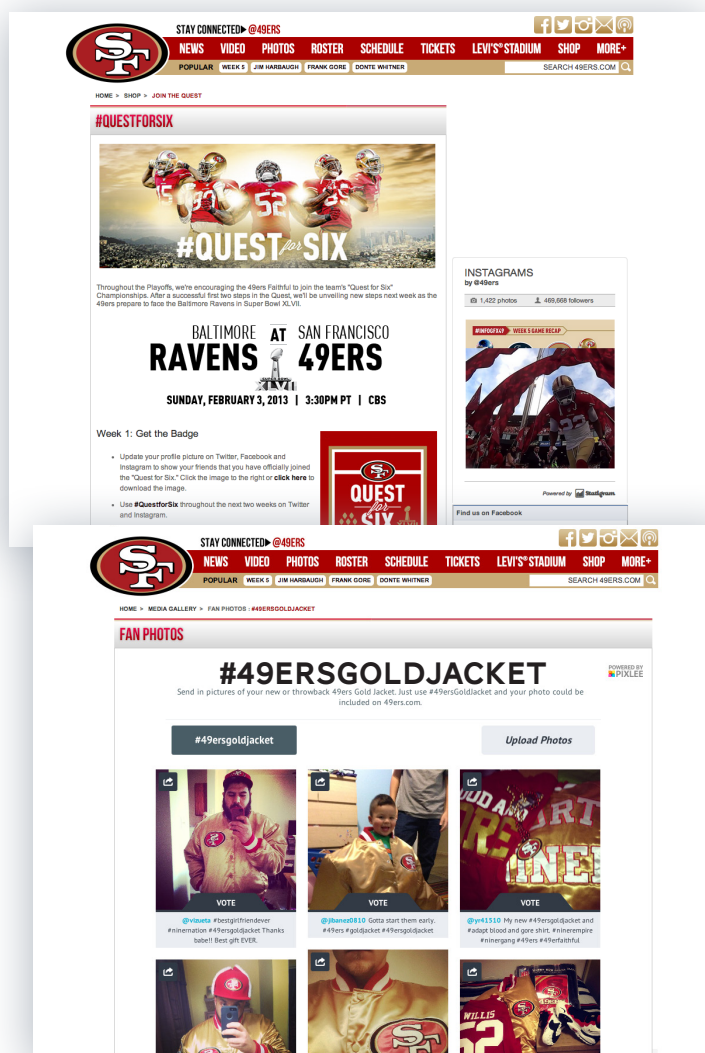 STAY CONNECTED▶ @49ERS
SF
NEWS VIDEO PHOTOS ROSTER SCHEDULE TICKETS LEVI'S® STADIUM SHOP MORE+
POPULAR WEEK 5 JIM HARBAUGH FRANK GORE DONTE WHITNER SEARCH 49ERS.COM
HOME > SHOP > JOIN THE QUEST
#QUESTFORSIX
52
#QUEST for SIX
Throughout the Playoffs, we're encouraging the 49ers Faithful to join the team's "Quest for Six"
Championships. After a successful first two steps in the Quest, we'll be unveiling new steps next week as the
49ers prepare to face the Baltimore Ravens in Super Bowl XLVII.
BALTIMORE AT SAN FRANCISCO
RAVENS 49ERS
XLVII
SUNDAY, FEBRUARY 3, 2013 | 3:30PM PT | CBS
Week 1: Get the Badge
• Update your profile picture on Twitter, Facebook and
Instagram to show your friends that you have officially joined
the "Quest for Six." Click the image to the right or click here to
download the image.
• Use #QuestforSix throughout the next two weeks on Twitter
and Instagram.
SF
QUEST
for
SIX
INSTAGRAMS
by @49ers
1,422 photos 469,868 followers
#INFOGFX49 WEEK 5 GAME RECAP
Powered by Statigram
Find us on Facebook
STAY CONNECTED▶ @49ERS
SF
NEWS VIDEO PHOTOS ROSTER SCHEDULE TICKETS LEVI'S® STADIUM SHOP MORE+
POPULAR WEEK 5 JIM HARBAUGH FRANK GORE DONTE WHITNER SEARCH 49ERS.COM
HOME > MEDIA GALLERY > FAN PHOTOS : #49ERSGOLDJACKET
FAN PHOTOS
#49ERSGOLDJACKET
POWERED BY
PIXLEE
Send in pictures of your new or throwback 49ers Gold Jacket. Just use #49ersGoldJacket and your photo could be
included on 49ers.com.
#49ersgoldjacket Upload Photos
VOTE
@vizueta #bestgirlfriendever
#ninernation #49ersgoldjacket Thanks
babe!! Best gift EVER.
VOTE
@jibanez0810 Gotta start them early.
#49ers #goldjacket #49ersgoldjacket
VOTE
@yr41510 My new #49ersgoldjacket and
#adapt blood and gore shirt. #ninerempire
#ninergang #49ers #49erfaithful
SF
WILLIS
52